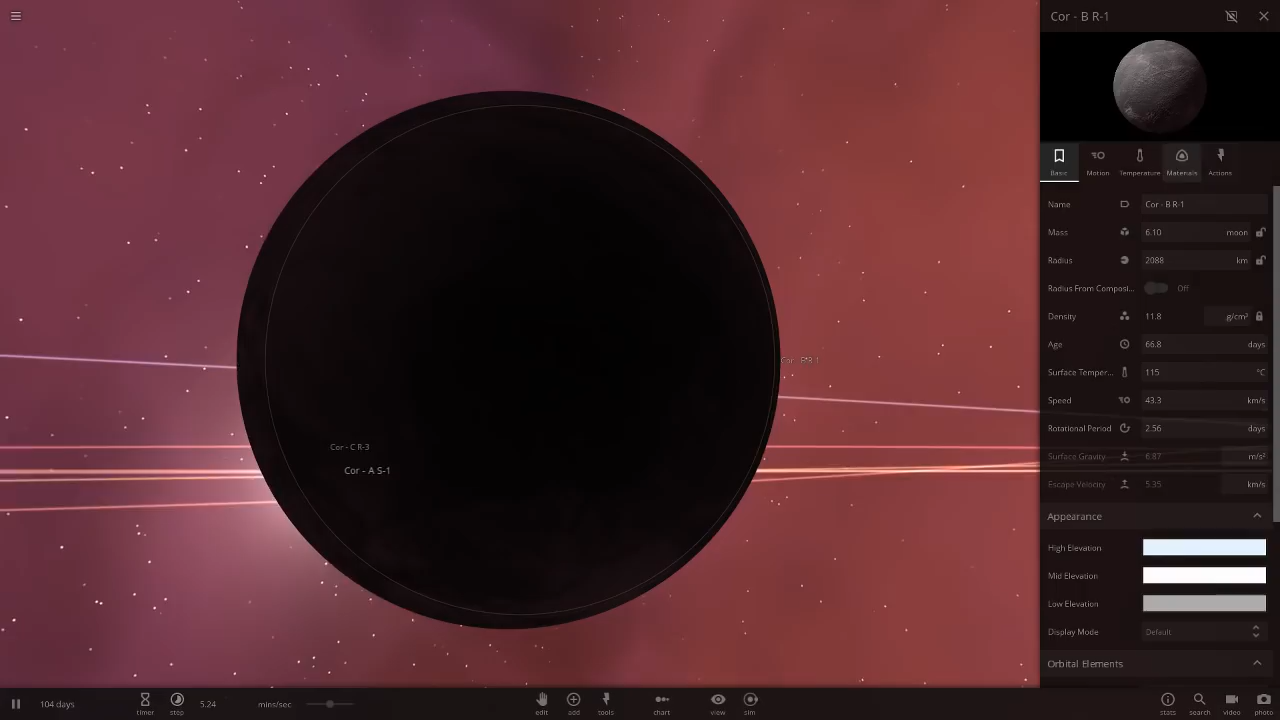 Cor - B R-1
Basic Motion Temperature Materials Actions
Name Cor - B R-1
Mass 6.10 moon
Radius 2088 km
Radius From Composi... Off
Density 11.8 g/cm³
Age 66.8 days
Surface Temper... 115 °C
Speed 43.3 km/s
Rotational Period 2.56 days
Surface Gravity 6.87 m/s²
Escape Velocity 5.35 km/s
Appearance
High Elevation
Mid Elevation
Low Elevation
Display Mode Default
Orbital Elements
Cor - C R-3
Cor - A S-1
104 days timer step 5.24 mins/sec edit add tools chart view sim stats search video photo